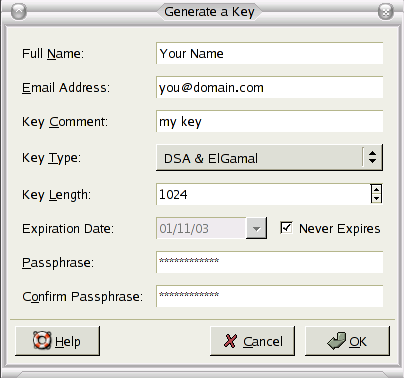 Generate a Key
Full Name: Your Name
Email Address: you@domain.com
Key Comment: my key
Key Type: DSA & ElGamal
Key Length: 1024
Expiration Date: 01/11/03 Never Expires
Passphrase: ************
Confirm Passphrase: ************
Help Cancel OK